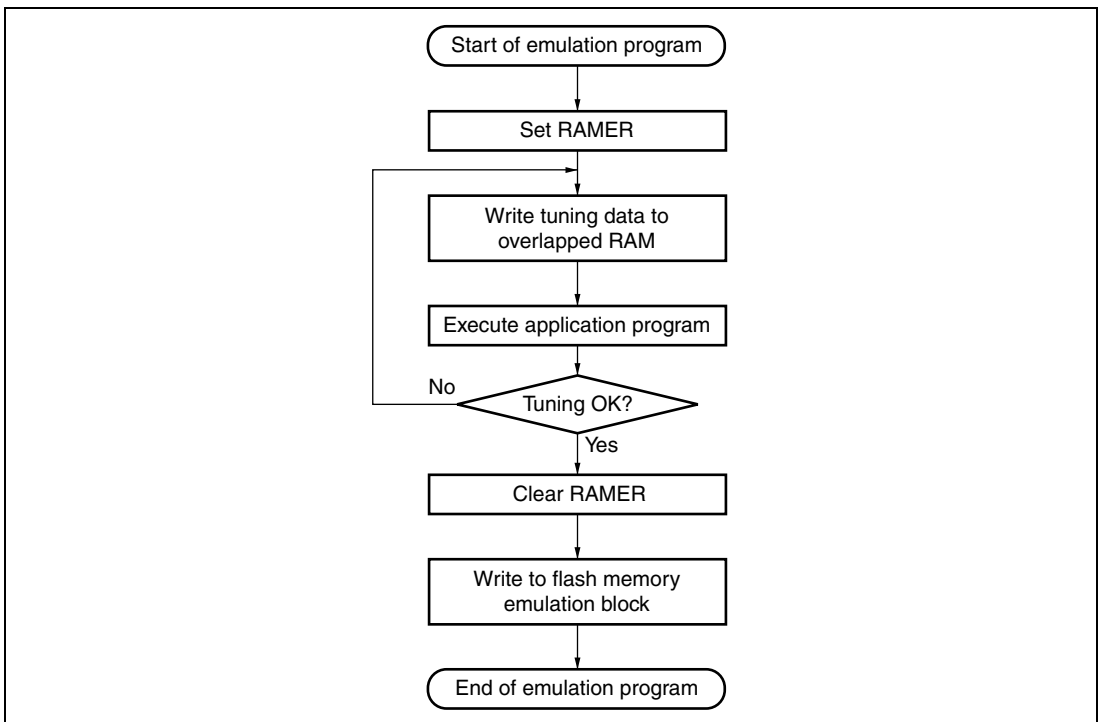 Start of emulation program
Set RAMER
Write tuning data to
overlapped RAM
Execute application program
No
Tuning OK?
Yes
Clear RAMER
Write to flash memory
emulation block
End of emulation program